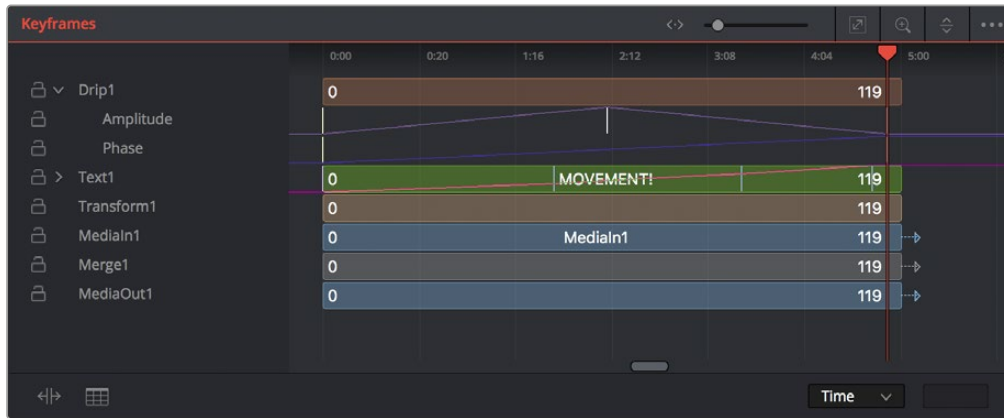 Keyframes
0:00 0:20 1:16 2:12 3:08 4:04 5:00
Drip1 0 119
Amplitude
Phase
Text1 0 MOVEMENT! 119
Transform1 0 119
MediaIn1 0 MediaIn1 119
Merge1 0 119
MediaOut1 0 119
Time